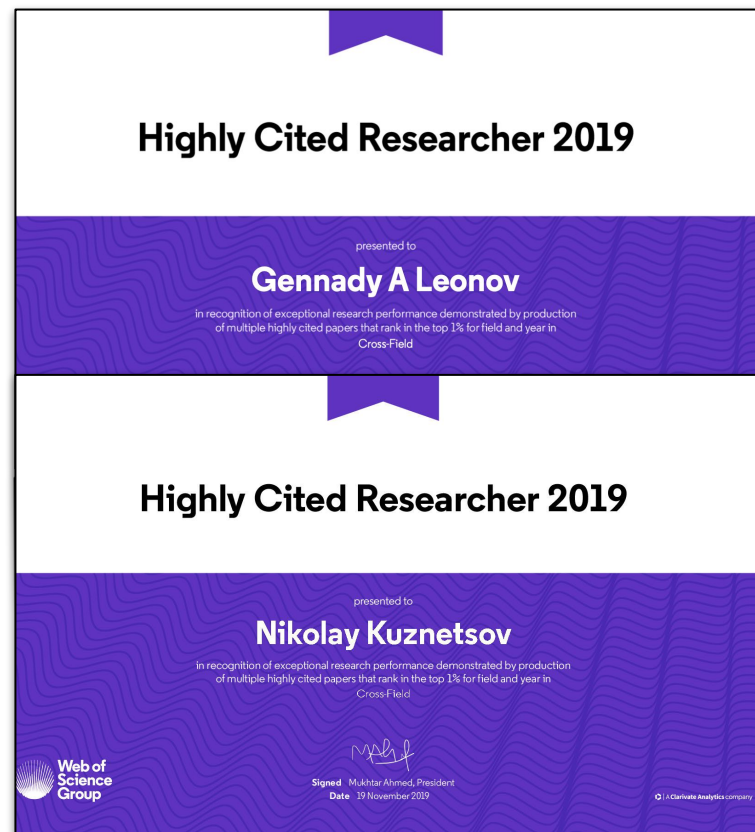 Highly Cited Researcher 2019
presented to
Gennady A Leonov
in recognition of exceptional research performance demonstrated by production
of multiple highly cited papers that rank in the top 1% for field and year in
Cross-Field
Highly Cited Researcher 2019
presented to
Nikolay Kuznetsov
in recognition of exceptional research performance demonstrated by production
of multiple highly cited papers that rank in the top 1% for field and year in
Cross-Field
Web of
Science
Group
Signed Mukhtar Ahmed, President
Date 19 November 2019
A Clarivate Analytics company